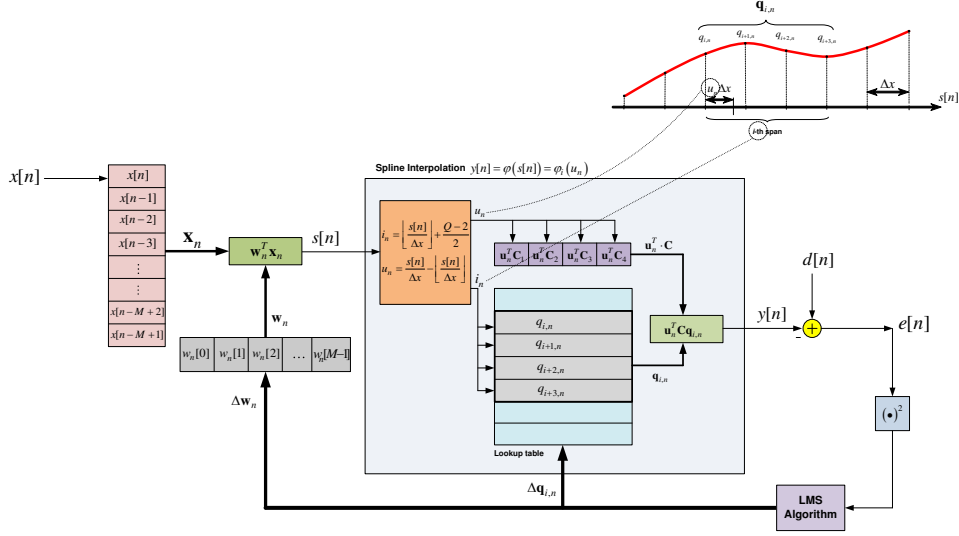 𝐪_{i,n}
q_{i,n} q_{i+1,n} q_{i+2,n} q_{i+3,n}
u_n Δx
Δx
s[n]
i-th span
x[n]
x[n]
x[n−1]
x[n−2]
x[n−3]
⋮
⋮
x[n−M+2]
x[n−M+1]
𝐱_n
𝐰_n^T 𝐱_n
s[n]
𝐰_n
w_n[0] w_n[1] w_n[2] … w_n[M−1]
Δ𝐰_n
Spline Interpolation y[n] = φ(s[n]) = φ_i(u_n)
i_n = ⌊s[n]/Δx⌋ + (Q−2)/2
u_n = s[n]/Δx − ⌊s[n]/Δx⌋
u_n
i_n
𝐮_n^T 𝐂_1 𝐮_n^T 𝐂_2 𝐮_n^T 𝐂_3 𝐮_n^T 𝐂_4
𝐮_n^T · 𝐂
q_{i,n}
q_{i+1,n}
q_{i+2,n}
q_{i+3,n}
Lookup table
𝐮_n^T 𝐂𝐪_{i,n}
𝐪_{i,n}
Δ𝐪_{i,n}
y[n]
d[n]
-
+
e[n]
(•)^2
LMS
Algorithm